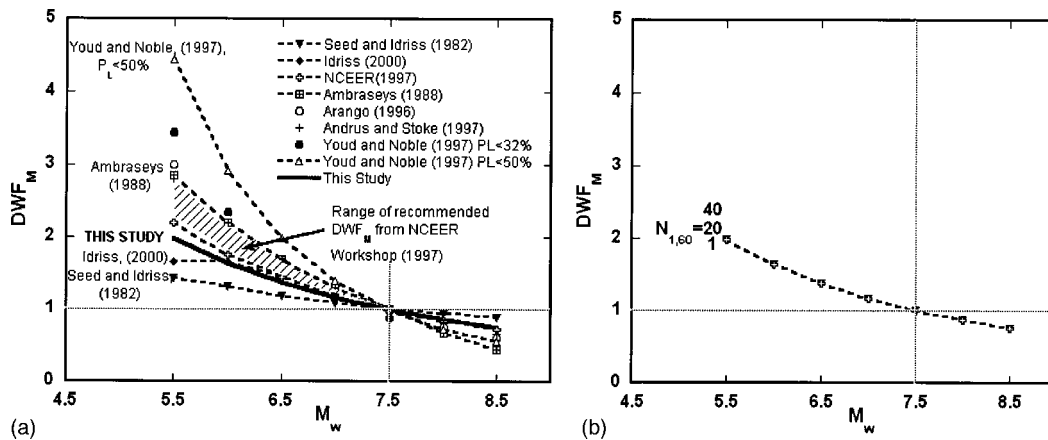 5
4
3
2
1
0
DWF_M
Youd and Noble, (1997),
P_L<50%
Ambraseys
(1988)
THIS STUDY
Idriss, (2000)
Seed and Idriss
(1982)
Seed and Idriss (1982)
Idriss (2000)
NCEER(1997)
Ambraseys (1988)
Arango (1996)
Andrus and Stoke (1997)
Youd and Noble (1997) PL<32%
Youd and Noble (1997) PL<50%
This Study
Range of recommended
DWF_M from NCEER
Workshop (1997)
4.5 5.5 6.5 7.5 8.5
M_w
(a)
5
4
3
2
1
0
DWF_M
40
N_1,60 =20
1
4.5 5.5 6.5 7.5 8.5
M_w
(b)